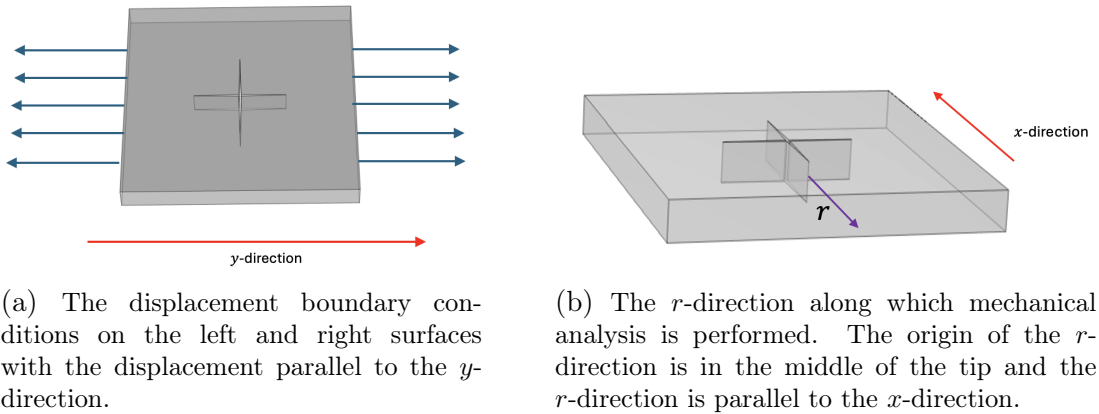 y-direction
x-direction
r
(a) The displacement boundary con-
ditions on the left and right surfaces
with the displacement parallel to the y-
direction.
(b) The r-direction along which mechanical
analysis is performed. The origin of the r-
direction is in the middle of the tip and the
r-direction is parallel to the x-direction.